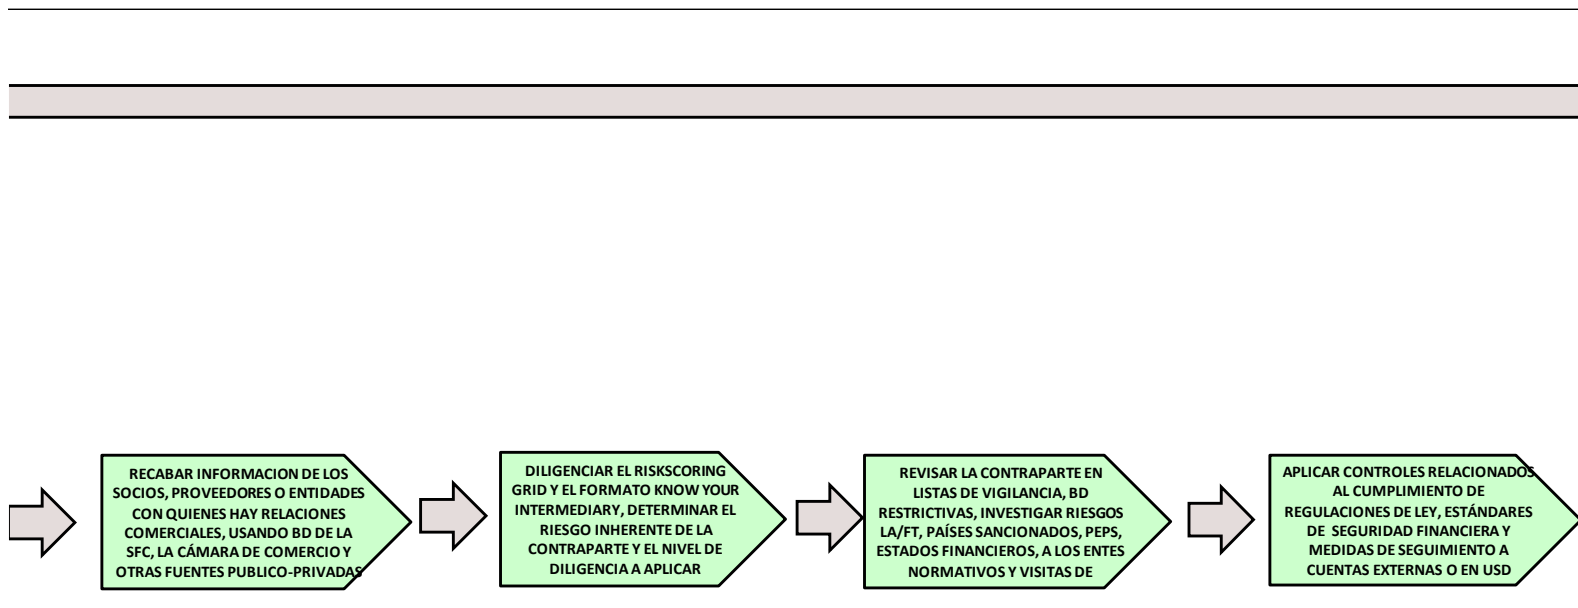 RECABAR INFORMACION DE LOS
SOCIOS, PROVEEDORES O ENTIDADES
CON QUIENES HAY RELACIONES
COMERCIALES, USANDO BD DE LA
SFC, LA CÁMARA DE COMERCIO Y
OTRAS FUENTES PUBLICO-PRIVADAS
DILIGENCIAR EL RISKSCORING
GRID Y EL FORMATO KNOW YOUR
INTERMEDIARY, DETERMINAR EL
RIESGO INHERENTE DE LA
CONTRAPARTE Y EL NIVEL DE
DILIGENCIA A APLICAR
REVISAR LA CONTRAPARTE EN
LISTAS DE VIGILANCIA, BD
RESTRICTIVAS, INVESTIGAR RIESGOS
LA/FT, PAÍSES SANCIONADOS, PEPS,
ESTADOS FINANCIEROS, A LOS ENTES
NORMATIVOS Y VISITAS DE
APLICAR CONTROLES RELACIONADOS
AL CUMPLIMIENTO DE
REGULACIONES DE LEY, ESTÁNDARES
DE SEGURIDAD FINANCIERA Y
MEDIDAS DE SEGUIMIENTO A
CUENTAS EXTERNAS O EN USD